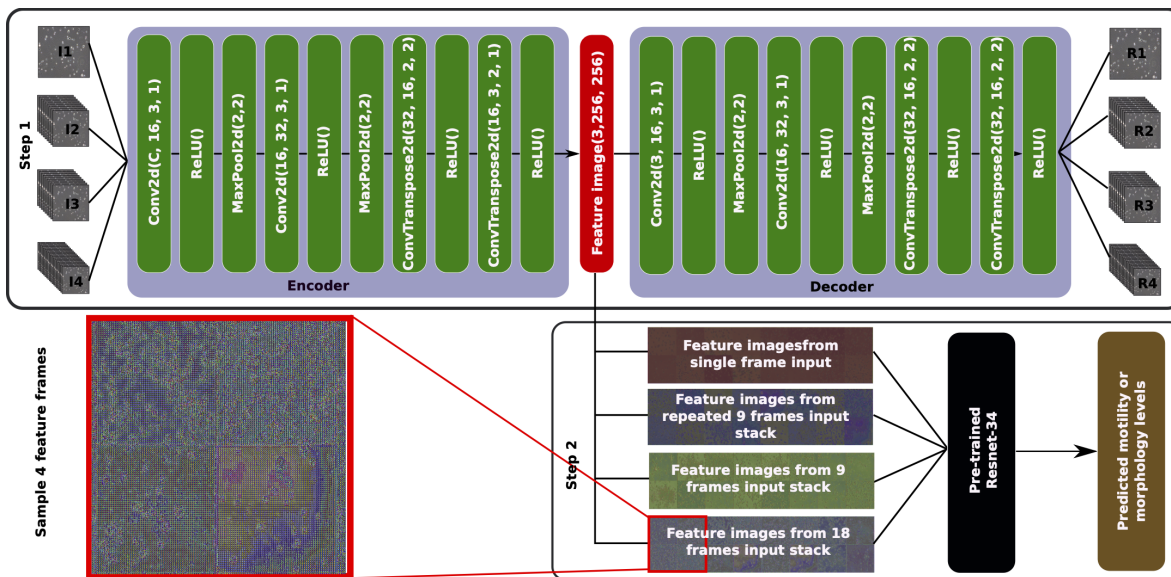 Step 1
I1
I2
I3
I4
Conv2d(C, 16, 3, 1)
ReLU()
MaxPool2d(2,2)
Conv2d(16, 32, 3, 1)
ReLU()
MaxPool2d(2,2)
ConvTranspose2d(32, 16, 2, 2)
ReLU()
ConvTranspose2d(16, 3, 2, 1)
ReLU()
Encoder
Feature image(3,256, 256)
Conv2d(3, 16, 3, 1)
ReLU()
MaxPool2d(2,2)
Conv2d(16, 32, 3, 1)
ReLU()
MaxPool2d(2,2)
ConvTranspose2d(32, 16, 2, 2)
ReLU()
ConvTranspose2d(32, 16, 2, 2)
ReLU()
Decoder
R1
R2
R3
R4
Sample 4 feature frames
Step 2
Feature imagesfrom
single frame input
Feature images from
repeated 9 frames input
stack
Feature images from 9
frames input stack
Feature images from 18
frames input stack
Pre-trained
Resnet-34
Predicted motility or
morphology levels